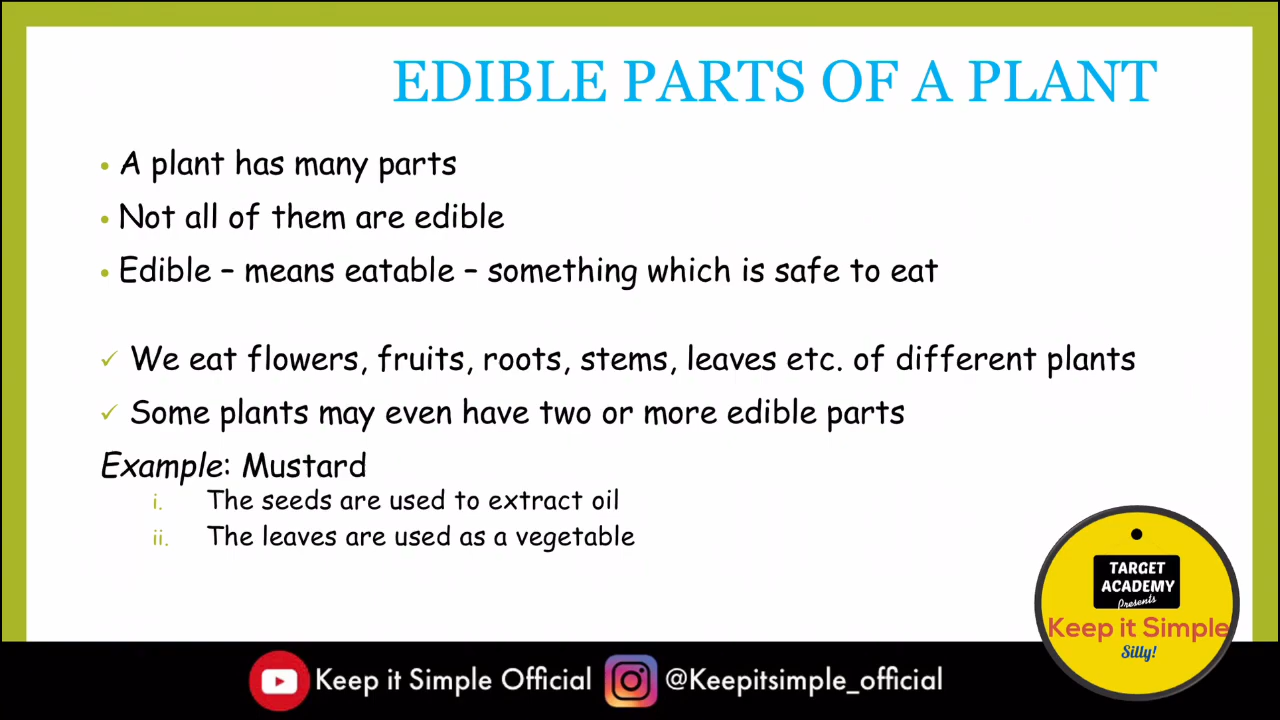 EDIBLE PARTS OF A PLANT
• A plant has many parts
• Not all of them are edible
• Edible – means eatable – something which is safe to eat
✓ We eat flowers, fruits, roots, stems, leaves etc. of different plants
✓ Some plants may even have two or more edible parts
Example: Mustard
i. The seeds are used to extract oil
ii. The leaves are used as a vegetable
TARGET
ACADEMY
Presents
Keep it Simple
Silly!
Keep it Simple Official @Keepitsimple_official